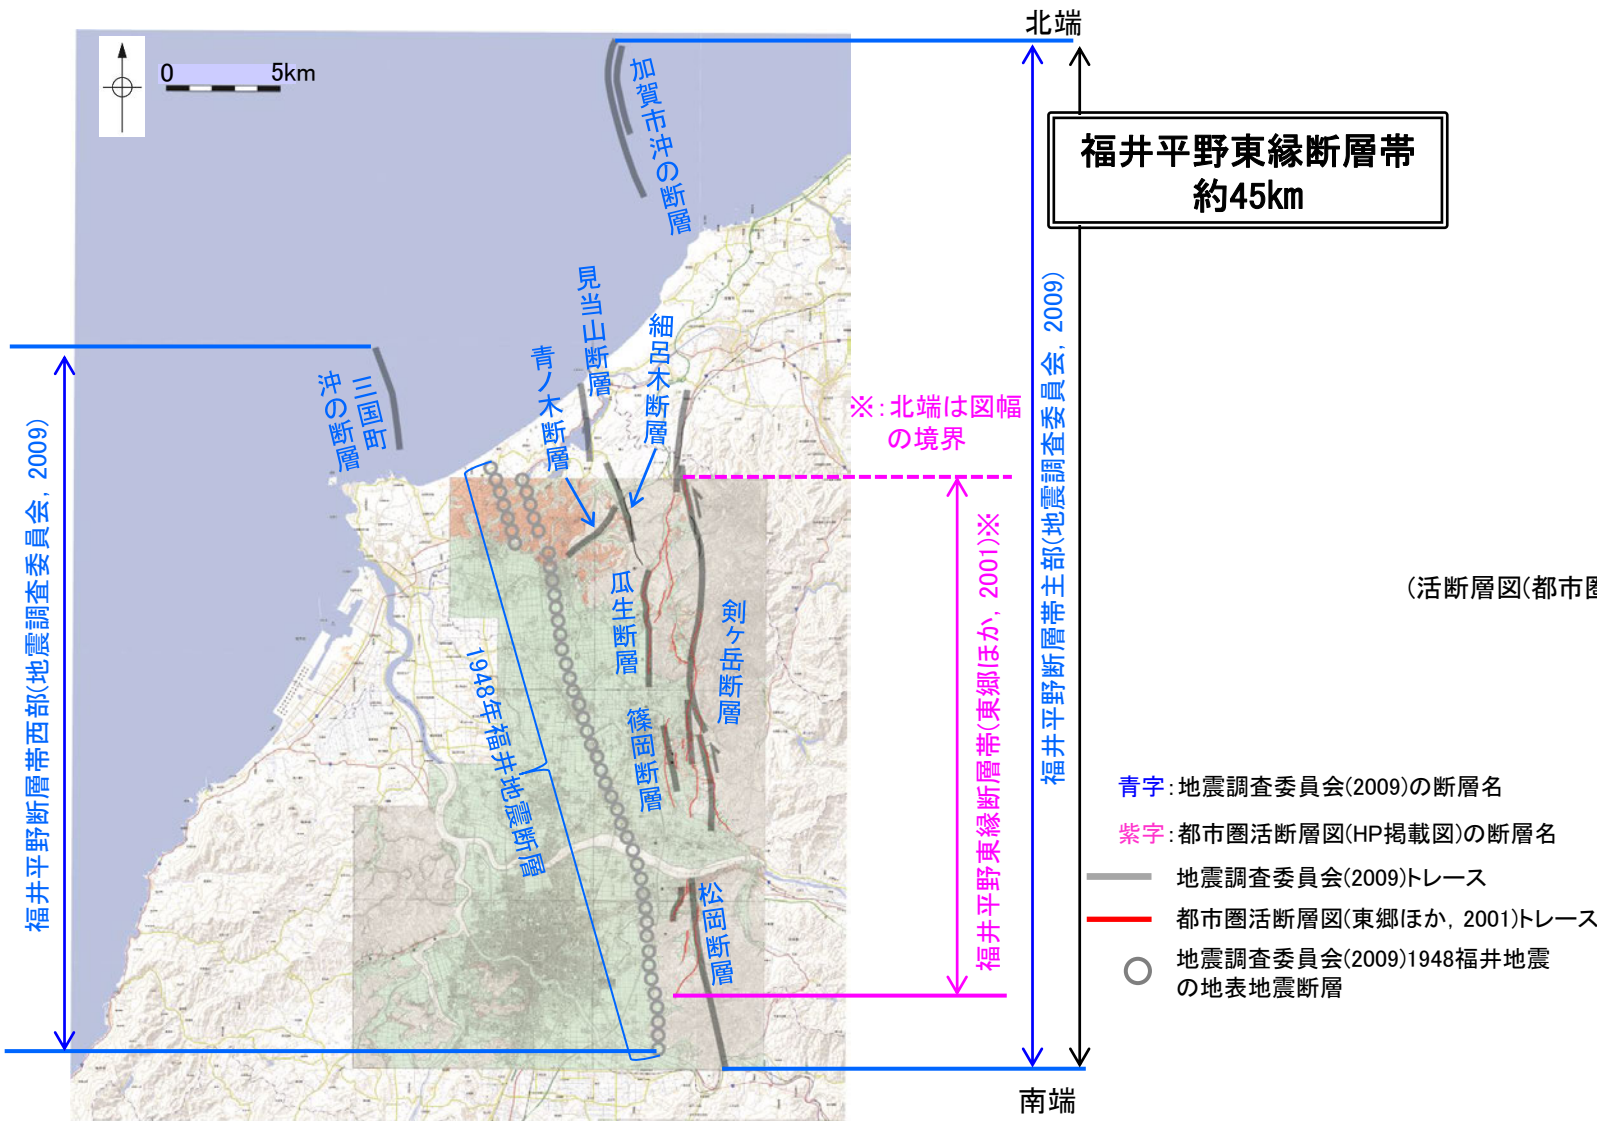 北端
0 5km
加賀市沖の断層
福井平野東縁断層帯
約45km
見当山断層
細呂木断層
青ノ木断層
三国町
沖の断層
※:北端は図幅
の境界
福井平野断層帯西部(地震調査委員会, 2009)
福井平野断層帯主部(地震調査委員会, 2009)
福井平野東縁断層帯(東郷ほか, 2001)※
瓜生断層
剣ヶ岳断層
(活断層図(都市圏
1948年福井地震断層
篠岡断層
松岡断層
青字:地震調査委員会(2009)の断層名
紫字:都市圏活断層図(HP掲載図)の断層名
地震調査委員会(2009)トレース
都市圏活断層図(東郷ほか, 2001)トレース
地震調査委員会(2009)1948福井地震
の地表地震断層
南端